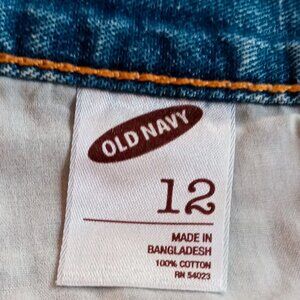 OLD NAVY
12
MADE IN
BANGLADESH
100% COTTON
RN 54023